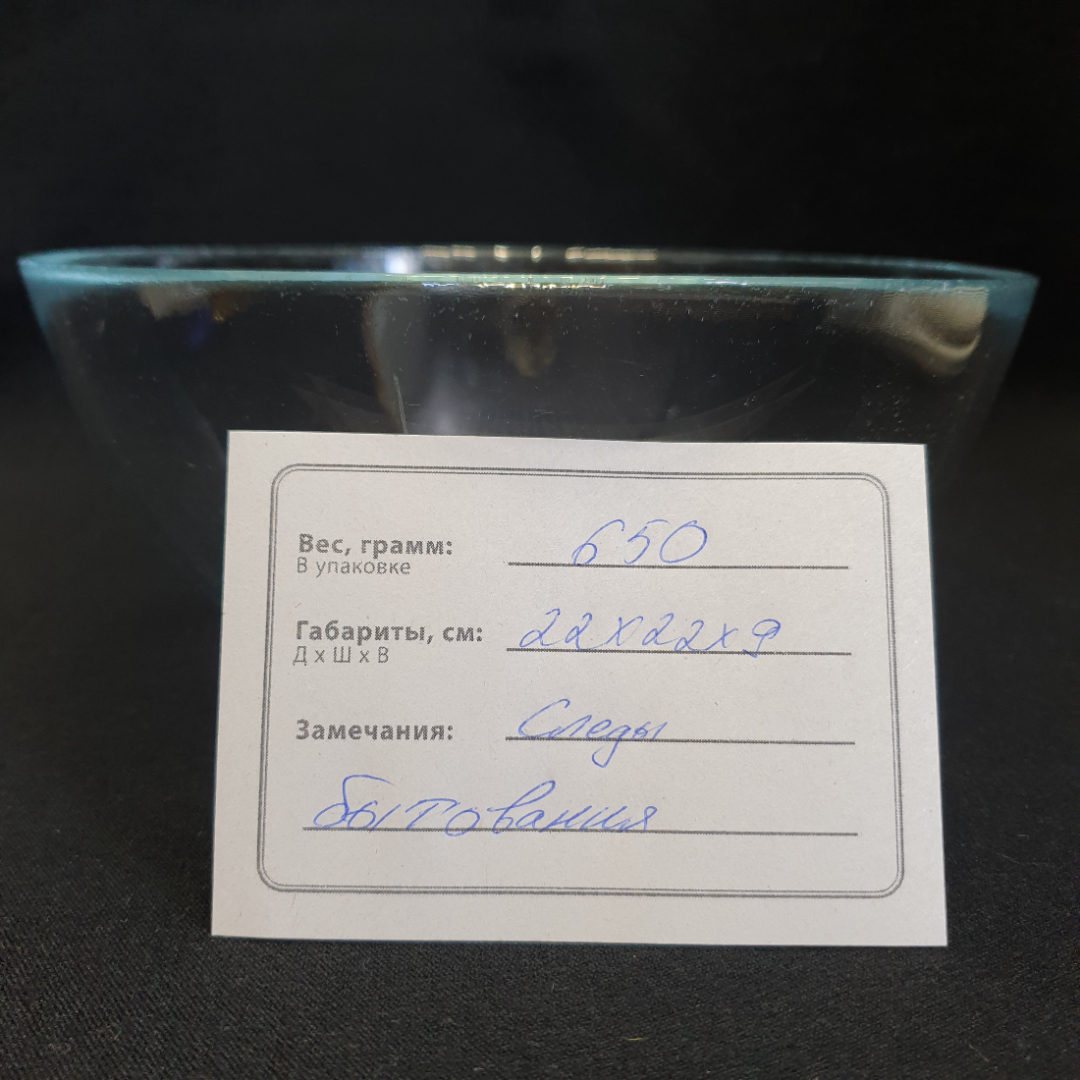 Вес, грамм: 650
В упаковке
Габариты, см: 22х22х9
Д х Ш х В
Замечания: Следы
бытования